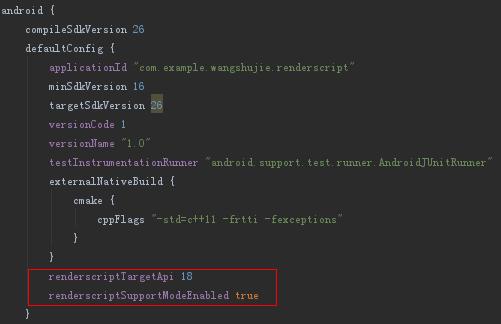 android {
compileSdkVersion 26
defaultConfig {
applicationId "com.example.wangshujie.renderscript"
minSdkVersion 16
targetSdkVersion 26
versionCode 1
versionName "1.0"
testInstrumentationRunner "android.support.test.runner.AndroidJUnitRunner"
externalNativeBuild {
cmake {
cppFlags "-std=c++11 -frtti -fexceptions"
}
}
renderscriptTargetApi 18
renderscriptSupportModeEnabled true
}